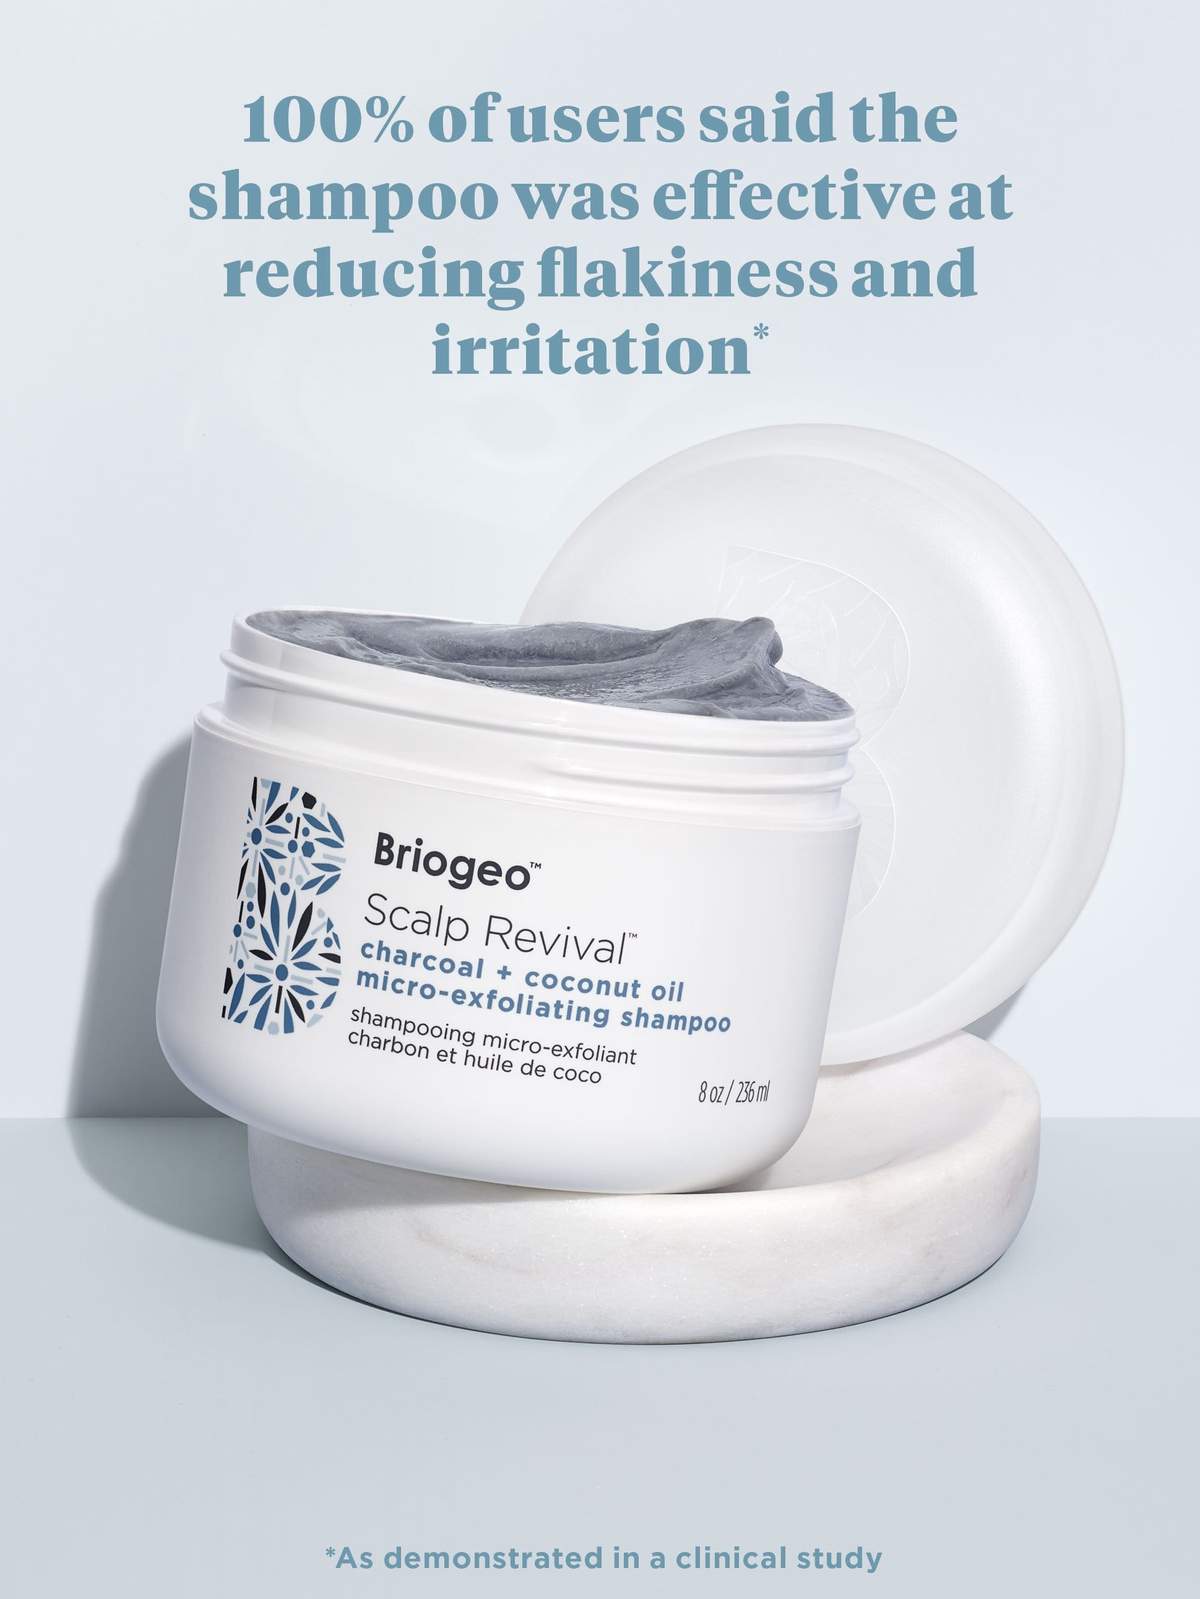 100% of users said the
shampoo was effective at
reducing flakiness and
irritation*
Briogeo™
Scalp Revival™
charcoal + coconut oil
micro-exfoliating shampoo
shampooing micro-exfoliant
charbon et huile de coco
8 oz / 236 ml
*As demonstrated in a clinical study